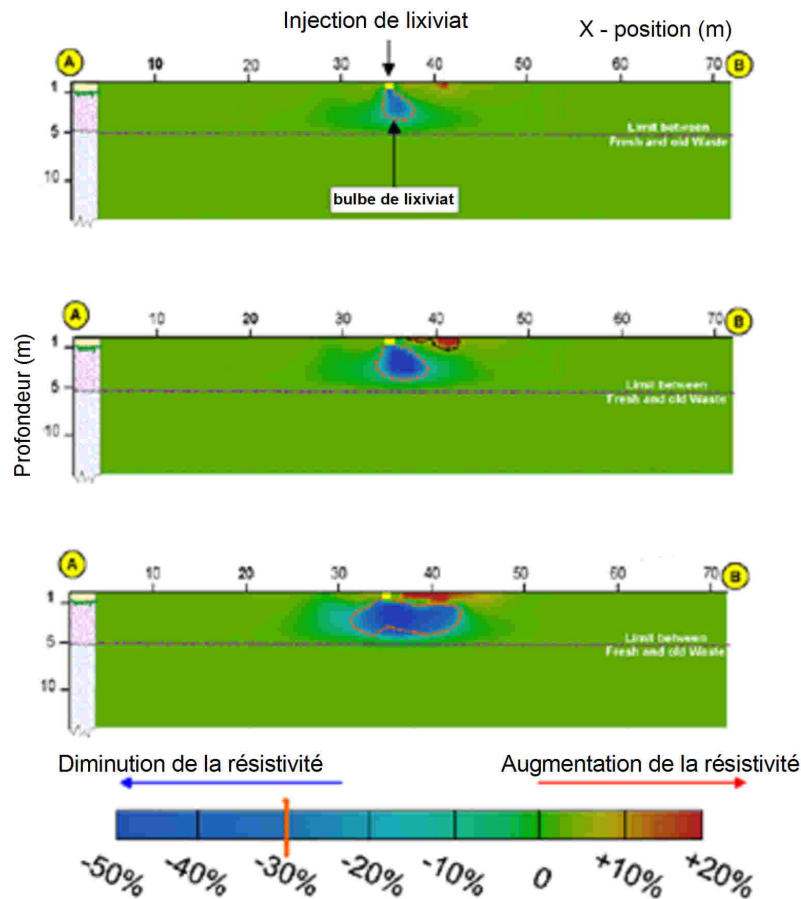 Injection de lixiviat
X - position (m)
A 10 20 30 40 50 60 70 B
1
5
10
Limit between
Fresh and old Waste
bulbe de lixiviat
A 10 20 30 40 50 60 70 B
1
5
10
Limit between
Fresh and old Waste
Profondeur (m)
A 10 20 30 40 50 60 70 B
1
5
10
Limit between
Fresh and old Waste
Diminution de la résistivité
Augmentation de la résistivité
-50% -40% -30% -20% -10% 0 +10% +20%